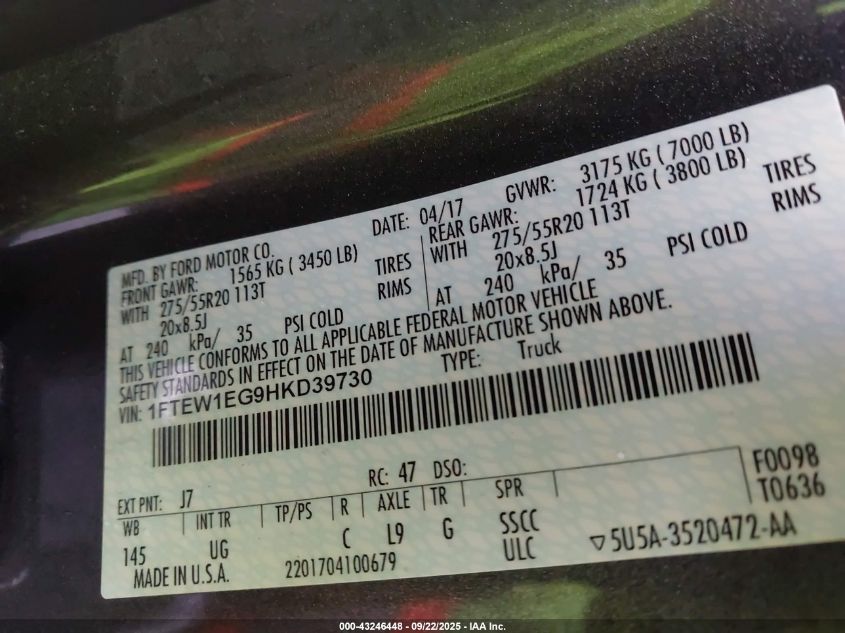 MFD. BY FORD MOTOR CO.
DATE: 04/17 GVWR: 3175 KG ( 7000 LB)
FRONT GAWR: 1565 KG ( 3450 LB)
REAR GAWR: 1724 KG ( 3800 LB)
WITH 275/55R20 113T TIRES
WITH 275/55R20 113T TIRES
20x8.5J RIMS
20x8.5J RIMS
AT 240 kPa/ 35 PSI COLD
AT 240 kPa/ 35 PSI COLD
THIS VEHICLE CONFORMS TO ALL APPLICABLE FEDERAL MOTOR VEHICLE
SAFETY STANDARDS IN EFFECT ON THE DATE OF MANUFACTURE SHOWN ABOVE.
VIN: 1FTEW1EG9HKD39730 TYPE: Truck
RC: 47 DSO:
F0098
T0636
EXT PNT: J7
WB INT TR TP/PS R AXLE TR SPR
145 UG C L9 G SSCC
ULC
▽5U5A-3520472-AA
MADE IN U.S.A. 2201704100679
000-43246448 - 09/22/2025 - IAA Inc.